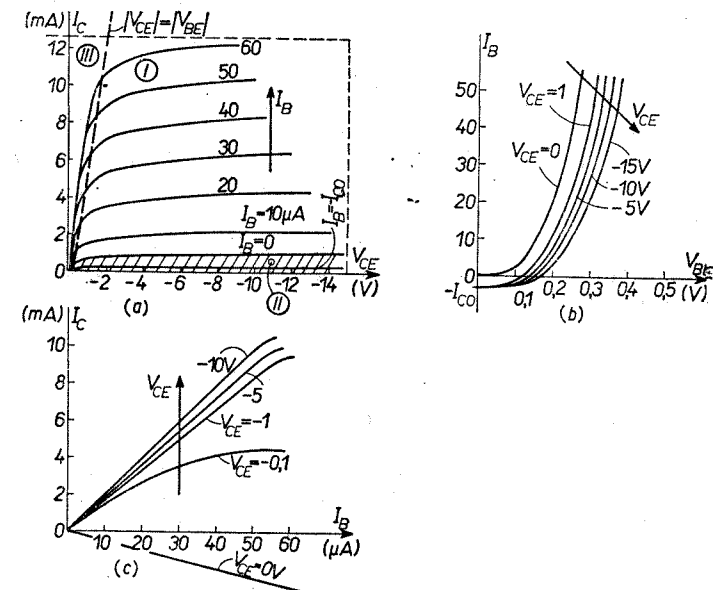 (mA) I_C |V_CE|=|V_BE|
12
10
8
6
4
2
0
III
I
60
50
40
30
20
I_B=10μA
I_B=0
I_B
I_B=-I_CO
V_CE
(V)
-2 -4 -6 -8 -10 -12 -14
(a)
II
I_B
50
40
30
20
10
0
-I_CO
V_CE=1
V_CE=0
V_CE
-15V
-10V
-5V
V_BE
(V)
0,1 0,2 0,3 0,4 0,5
(b)
(mA) I_C
10
8
6
4
2
0
-10V
-5
V_CE=-1
V_CE=-0,1
V_CE
I_B
(μA)
10 20 30 40 50 60
V_CE=0V
(c)